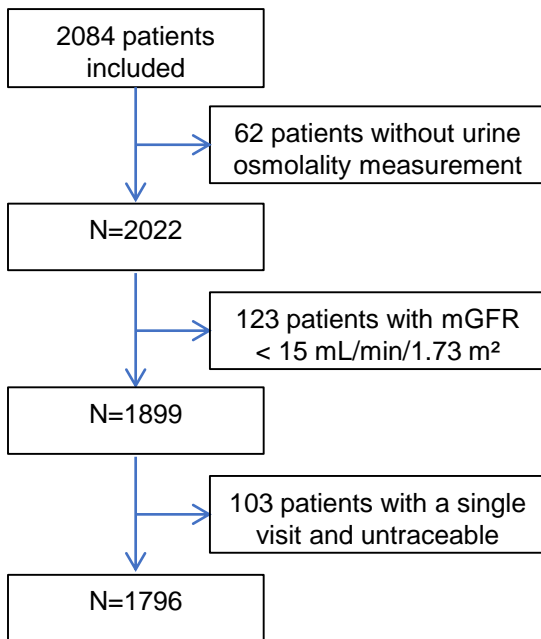 2084 patients
included
62 patients without urine
osmolality measurement
N=2022
123 patients with mGFR
< 15 mL/min/1.73 m²
N=1899
103 patients with a single
visit and untraceable
N=1796